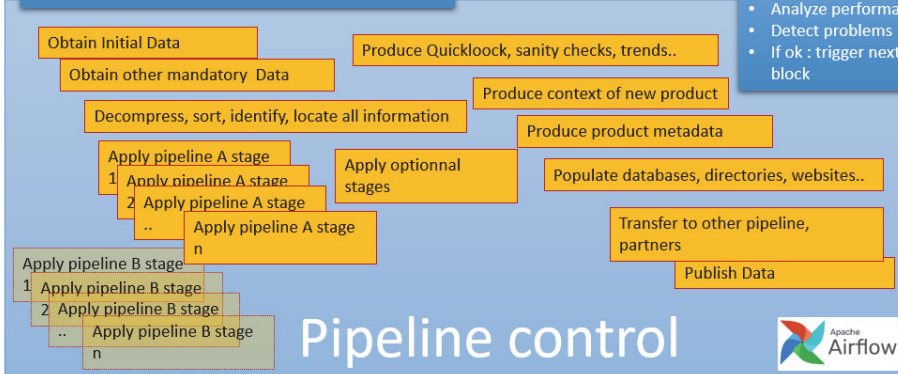 • Analyze performa
• Detect problems
• If ok : trigger next
block
Obtain Initial Data
Obtain other mandatory Data
Decompress, sort, identify, locate all information
Apply pipeline A stage
1
Apply pipeline A stage
2
Apply pipeline A stage
..
Apply pipeline A stage
n
Apply pipeline B stage
1
Apply pipeline B stage
2
Apply pipeline B stage
..
Apply pipeline B stage
n
Produce Quickloock, sanity checks, trends..
Produce context of new product
Produce product metadata
Apply optionnal
stages
Populate databases, directories, websites..
Transfer to other pipeline,
partners
Publish Data
Pipeline control
Apache
Airflow